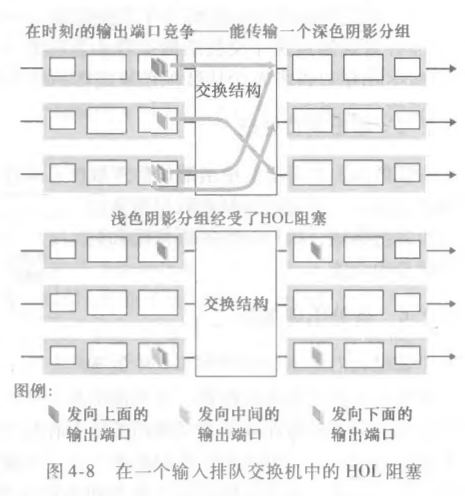 在时刻t的输出端口竞争——能传输一个深色阴影分组
交换结构
浅色阴影分组经受了HOL阻塞
交换结构
图例:
发向上面的
输出端口
发向中间的
输出端口
发向下面的
输出端口
图4-8 在一个输入排队交换机中的HOL阻塞